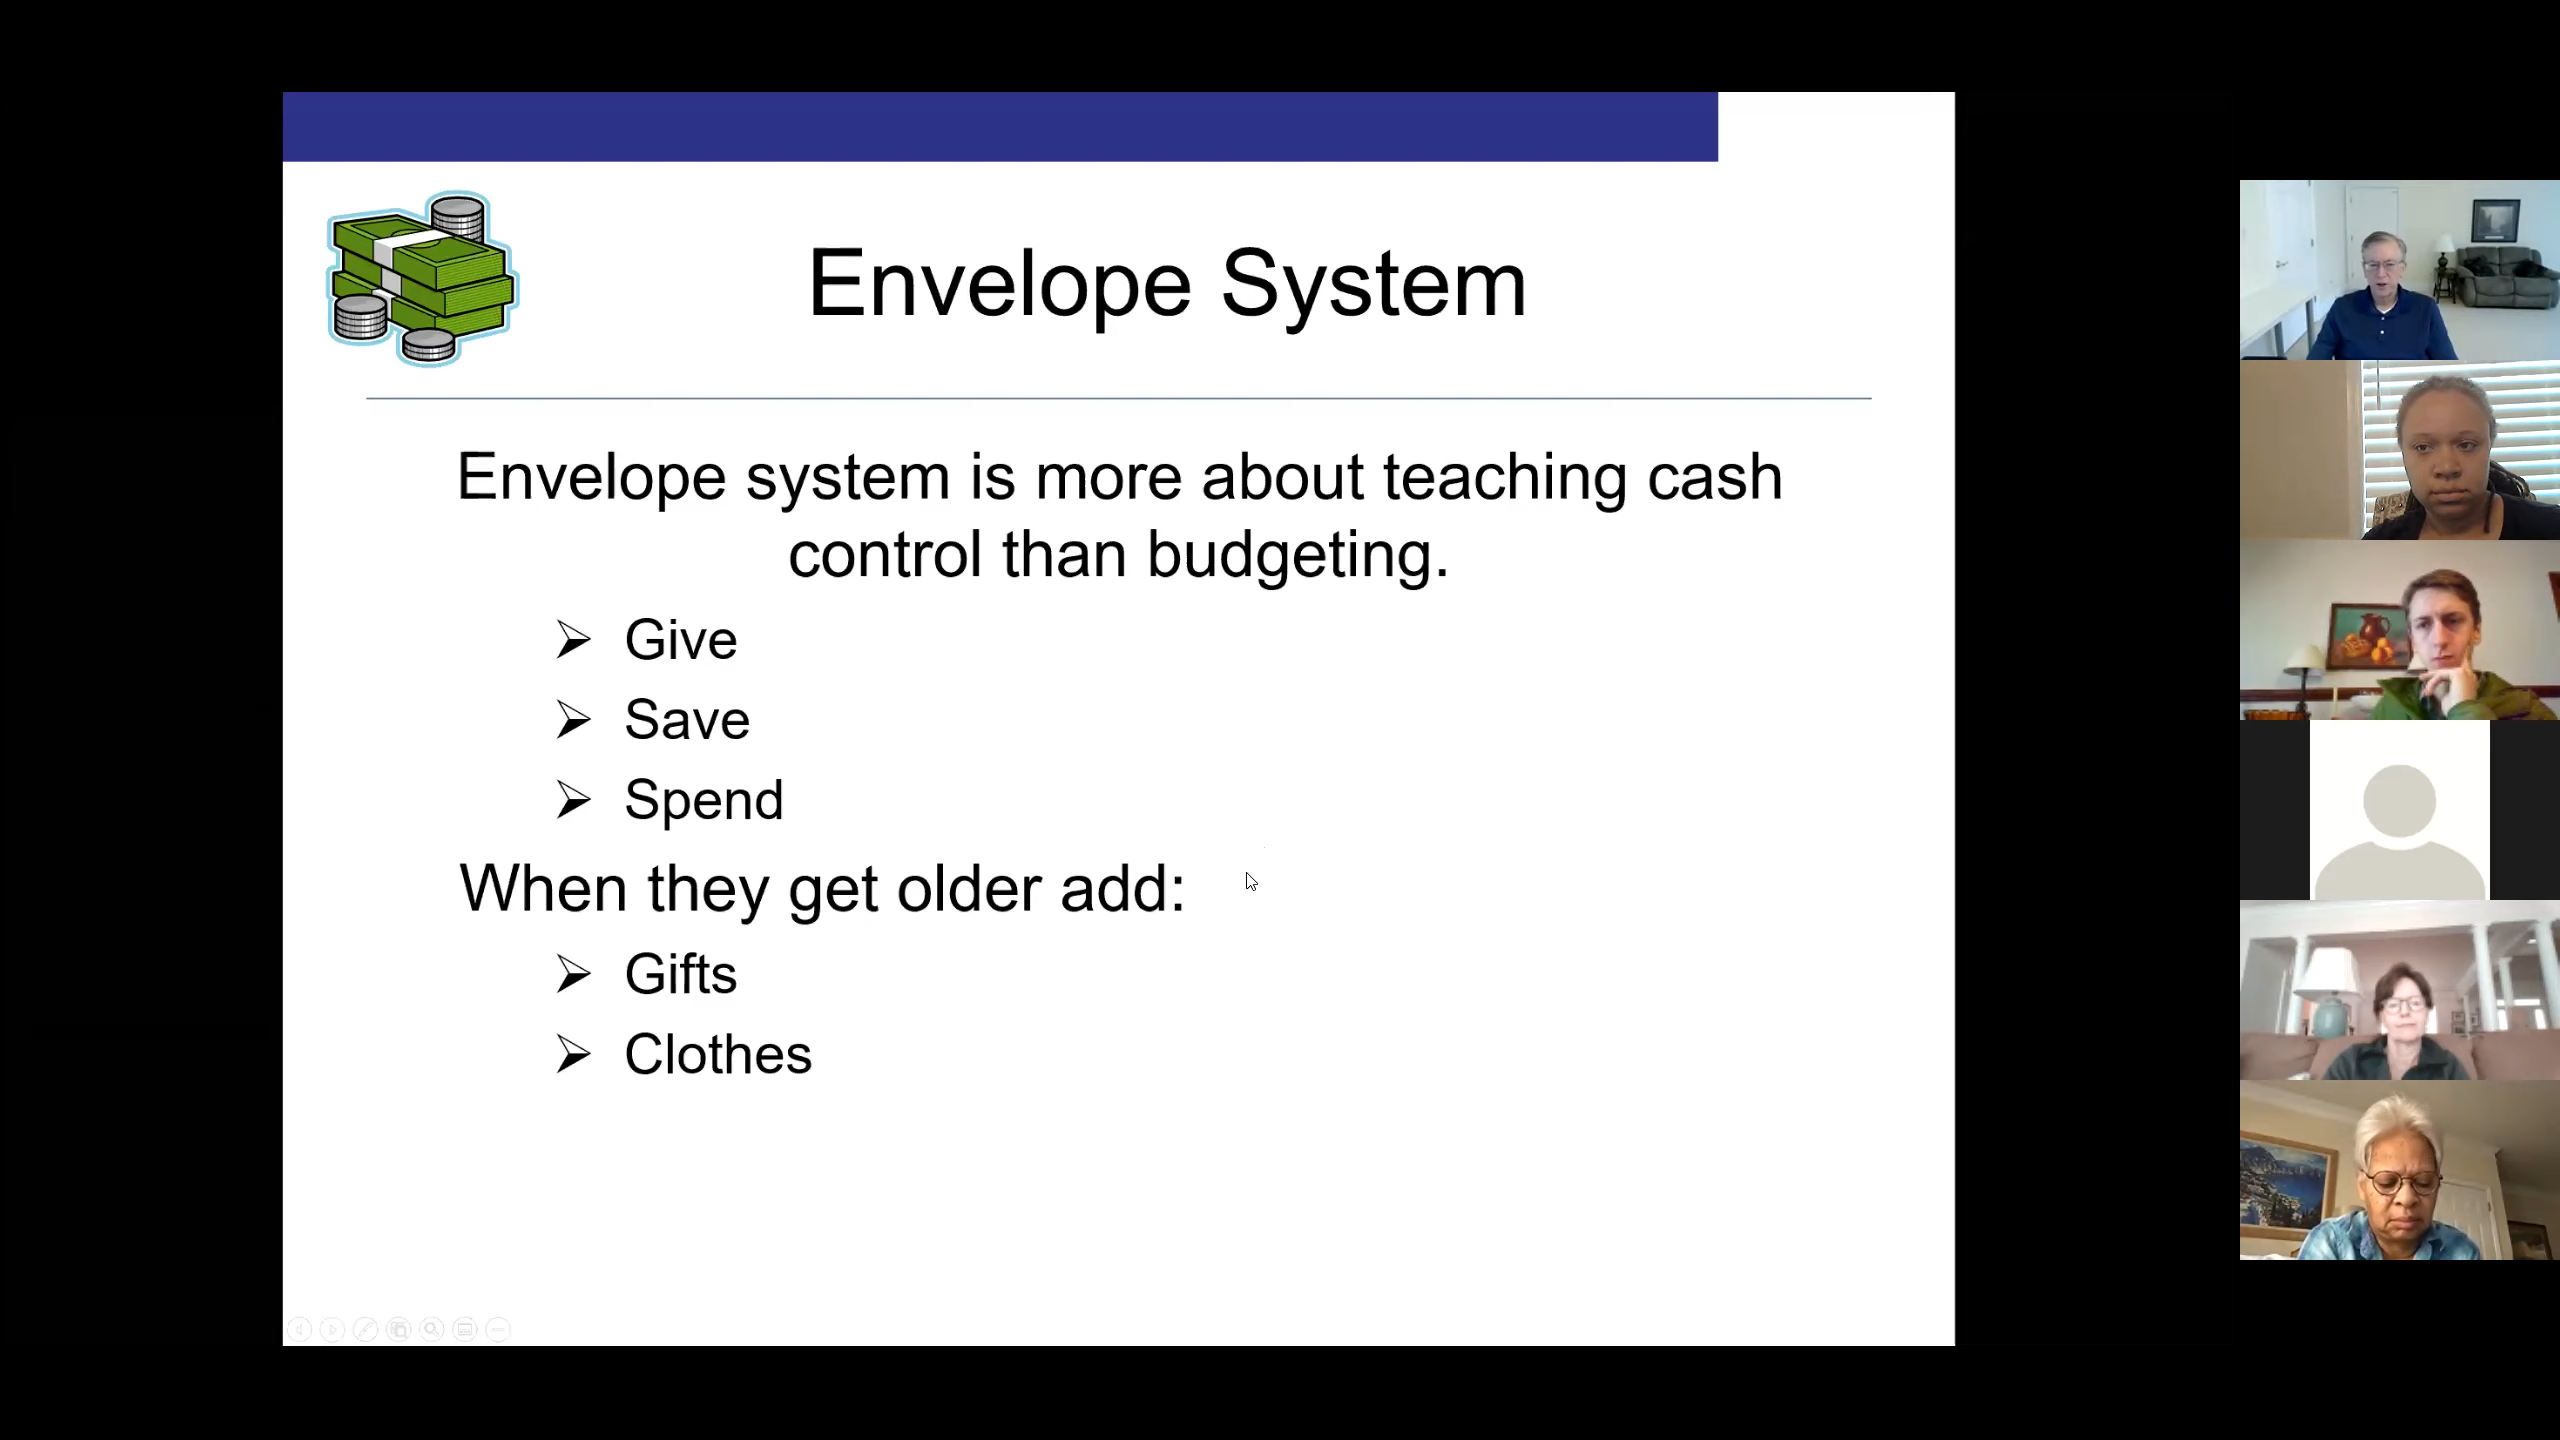 Envelope System
Envelope system is more about teaching cash
control than budgeting.
Give
Save
Spend
When they get older add:
Gifts
Clothes